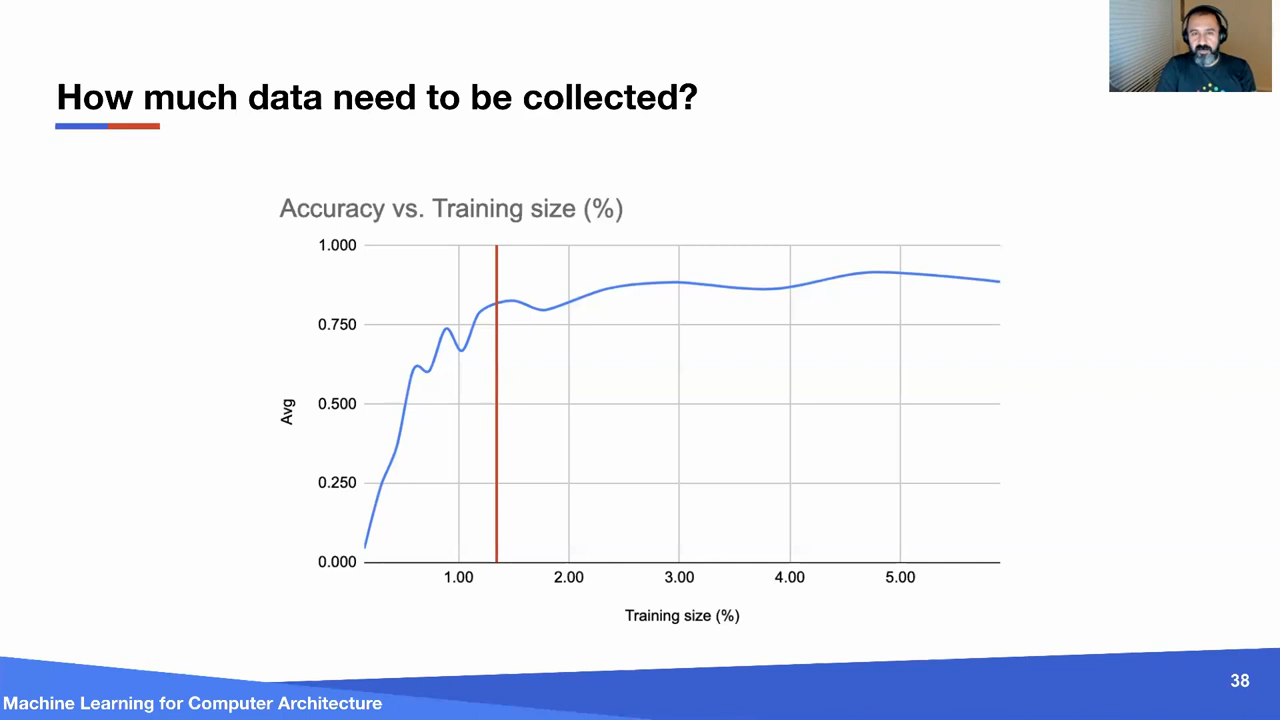 How much data need to be collected?
Accuracy vs. Training size (%)
1.000
0.750
0.500
0.250
0.000
Avg
1.00 2.00 3.00 4.00 5.00
Training size (%)
38
Machine Learning for Computer Architecture